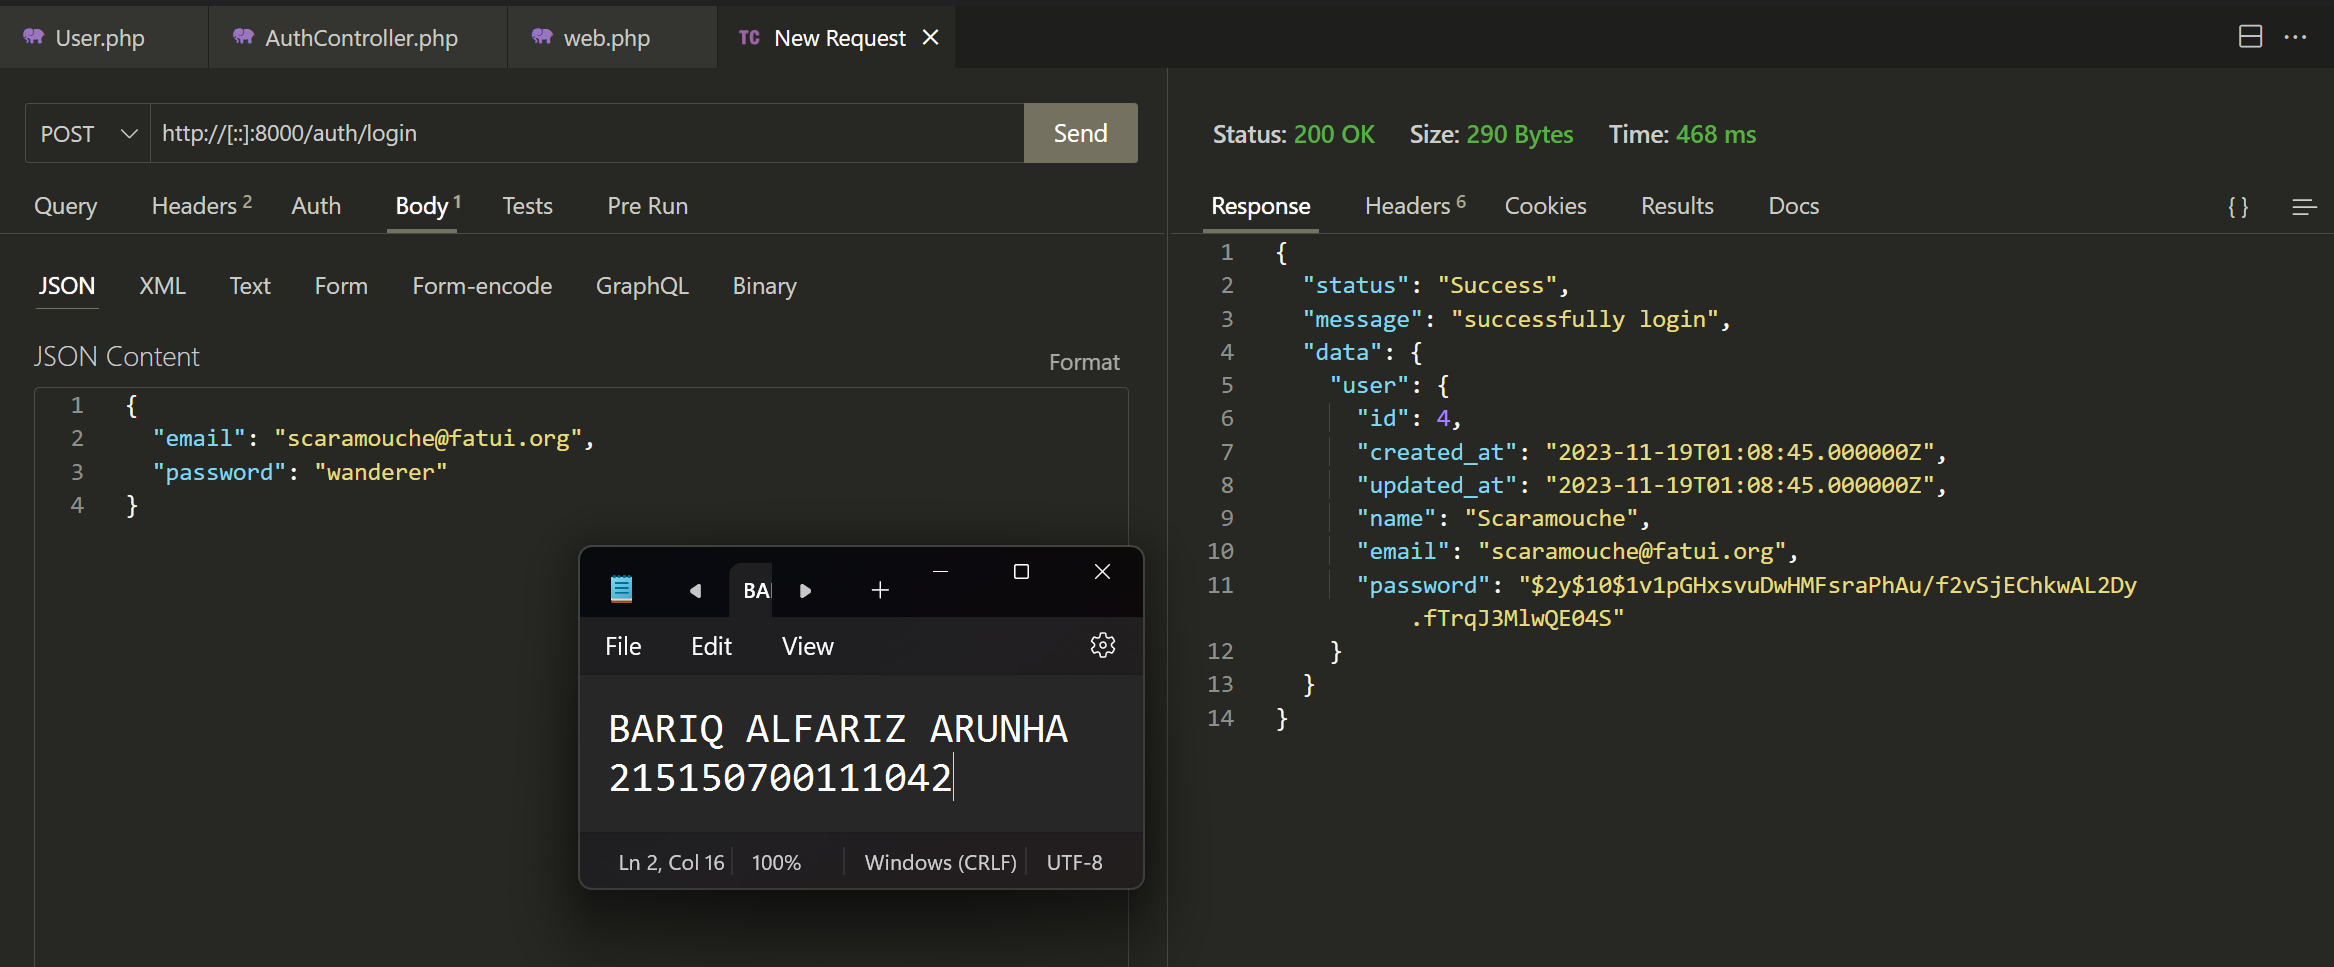 User.php AuthController.php web.php TC New Request
POST http://[::]:8000/auth/login Send
Query Headers 2 Auth Body 1 Tests Pre Run
JSON XML Text Form Form-encode GraphQL Binary
JSON Content
Format
1 {
2 "email": "scaramouche@fatui.org",
3 "password": "wanderer"
4 }
BAI
File Edit View
BARIQ ALFARIZ ARUNHA
215150700111042
Ln 2, Col 16 100% Windows (CRLF) UTF-8
Status: 200 OK Size: 290 Bytes Time: 468 ms
Response Headers 6 Cookies Results Docs {}
1 {
2 "status": "Success",
3 "message": "successfully login",
4 "data": {
5 "user": {
6 "id": 4,
7 "created_at": "2023-11-19T01:08:45.000000Z",
8 "updated_at": "2023-11-19T01:08:45.000000Z",
9 "name": "Scaramouche",
10 "email": "scaramouche@fatui.org",
11 "password": "$2y$10$1v1pGHxsvuDwHMFsraPhAu/f2vSjEChkwAL2Dy
.fTrqJ3MlwQE04S"
12 }
13 }
14 }